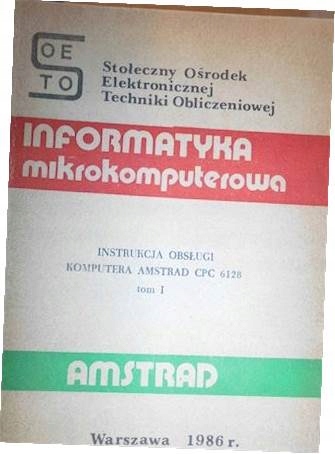 OE
TO
Stołeczny Ośrodek
Elektronicznej
Techniki Obliczeniowej
INFORMATYKA
mikrokomputerowa
INSTRUKCJA OBSŁUGI
KOMPUTERA AMSTRAD CPC 6128
tom I
AMSTRAD
Warszawa 1986 r.